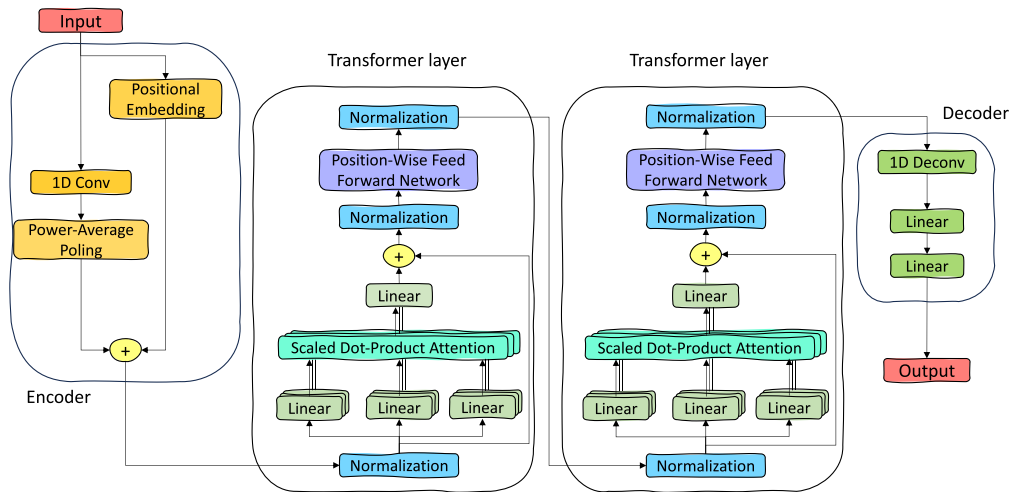 Input
Positional
Embedding
1D Conv
Power-Average
Poling
+
Encoder
Transformer layer
Normalization
Position-Wise Feed
Forward Network
Normalization
+
Linear
Scaled Dot-Product Attention
Linear
Linear
Linear
Normalization
Transformer layer
Normalization
Position-Wise Feed
Forward Network
Normalization
+
Linear
Scaled Dot-Product Attention
Linear
Linear
Linear
Normalization
Decoder
1D Deconv
Linear
Linear
Output